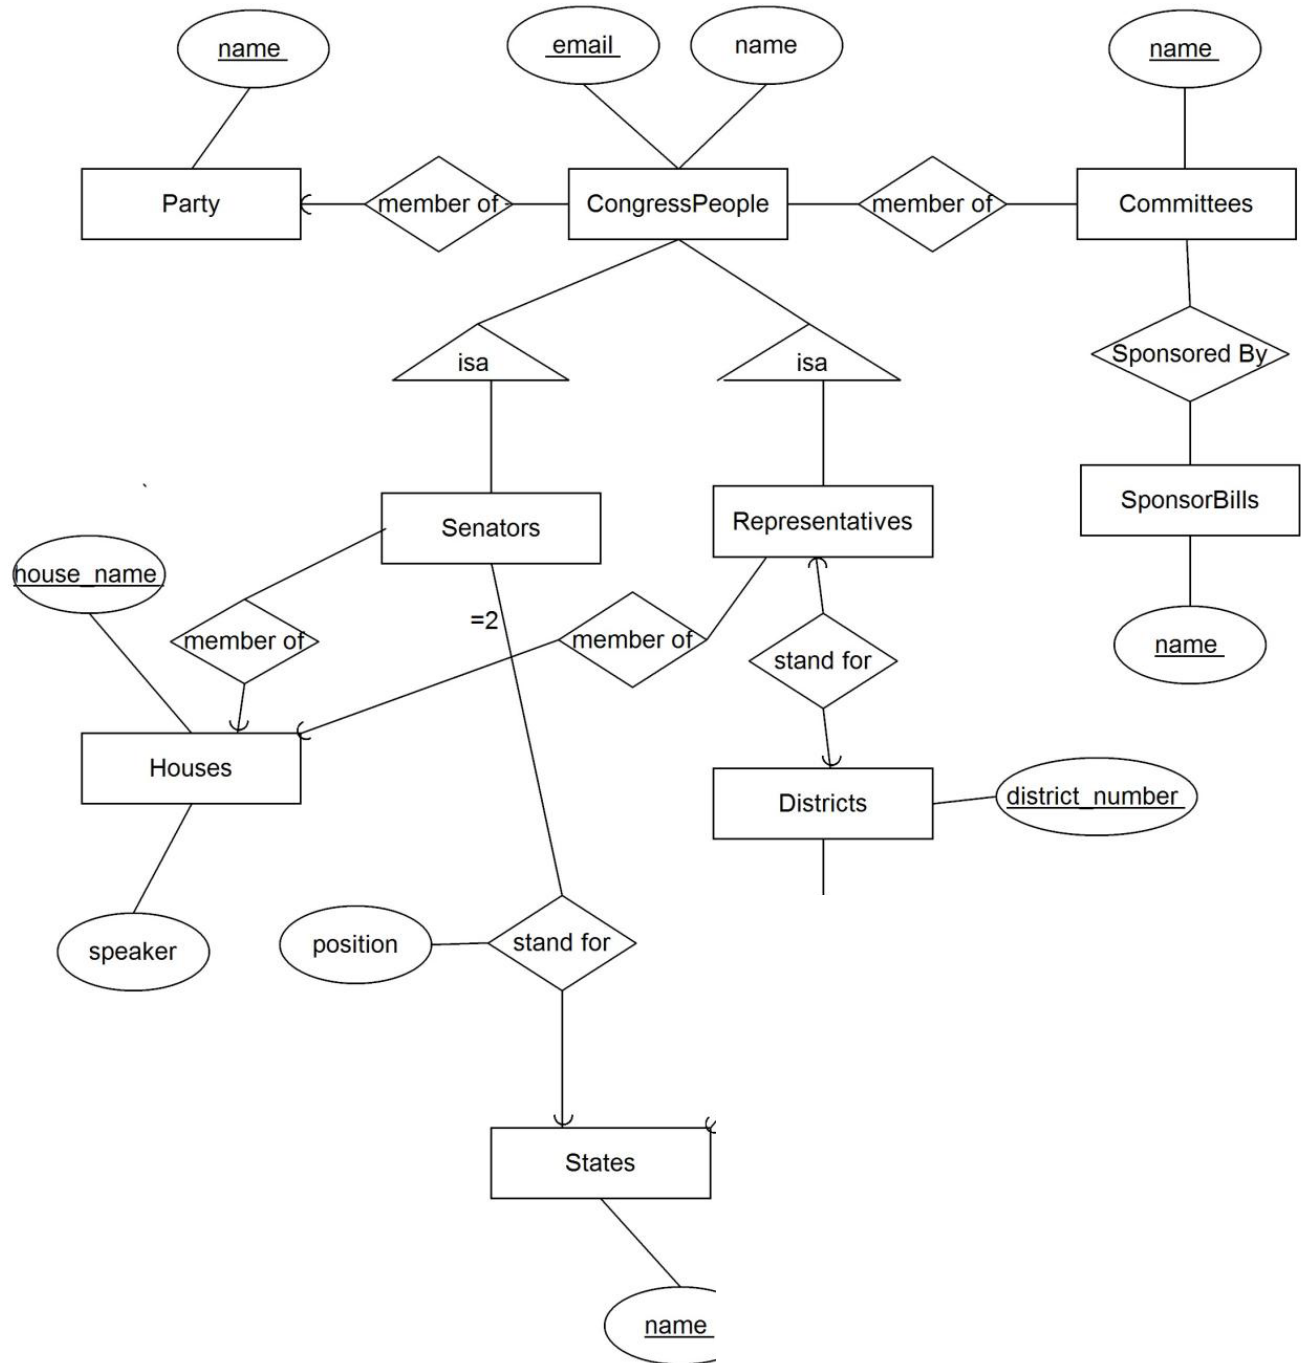 name
email
name
name
Party
member of
CongressPeople
member of
Committees
isa
isa
Sponsored By
Senators
Representatives
SponsorBills
house_name
=2
member of
member of
stand for
name
Houses
Districts
district_number
speaker
position
stand for
States
name